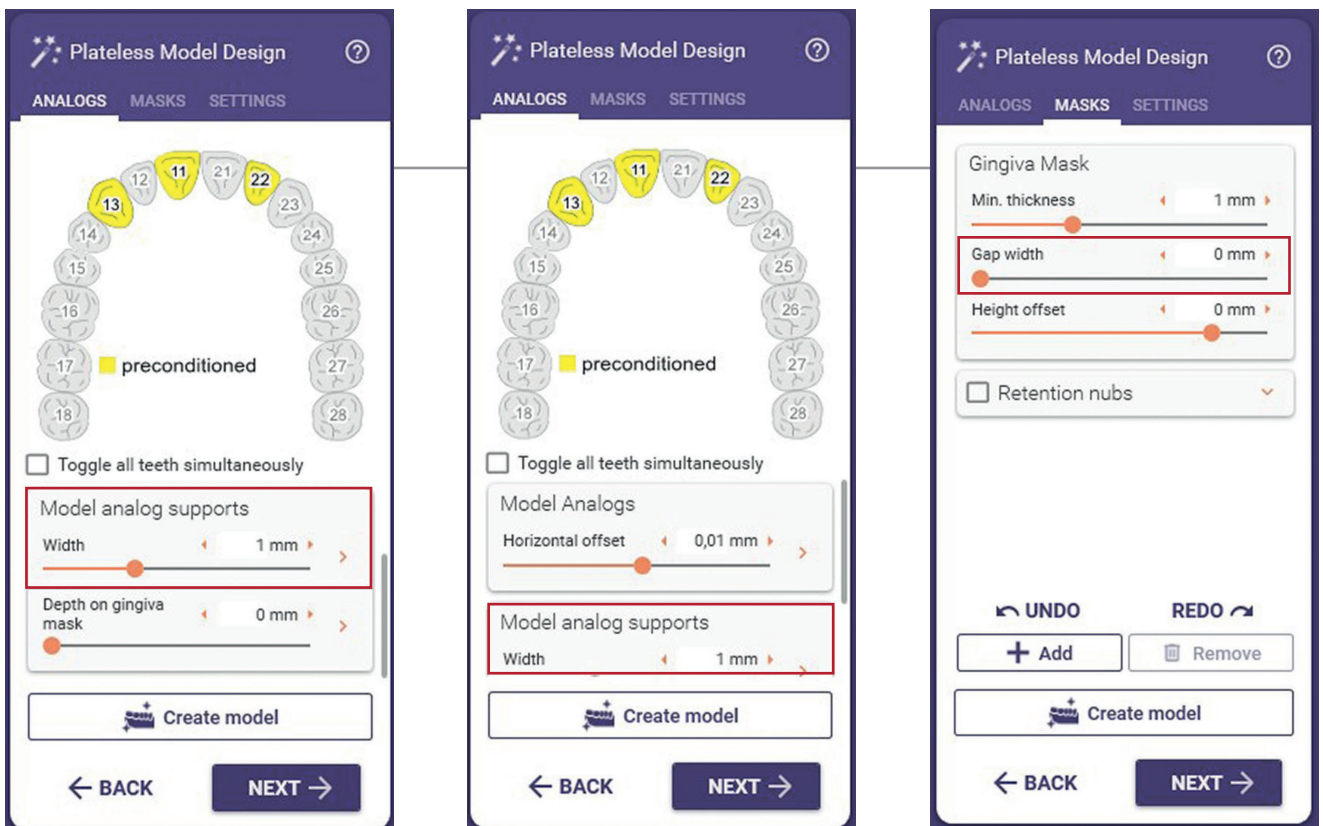 Plateless Model Design
ANALOGS MASKS SETTINGS
11
21
12
22
13
23
14
24
15
25
16
26
17
preconditioned
27
18
28
Toggle all teeth simultaneously
Model analog supports
Width 1 mm
Depth on gingiva
mask
0 mm
Create model
BACK NEXT
Plateless Model Design
ANALOGS MASKS SETTINGS
11
21
12
22
13
23
14
24
15
25
16
26
17
preconditioned
27
18
28
Toggle all teeth simultaneously
Model Analogs
Horizontal offset 0,01 mm
Model analog supports
Width 1 mm
Create model
BACK NEXT
Plateless Model Design
ANALOGS MASKS SETTINGS
Gingiva Mask
Min. thickness 1 mm
Gap width 0 mm
Height offset 0 mm
Retention nubs
UNDO REDO
Add Remove
Create model
BACK NEXT